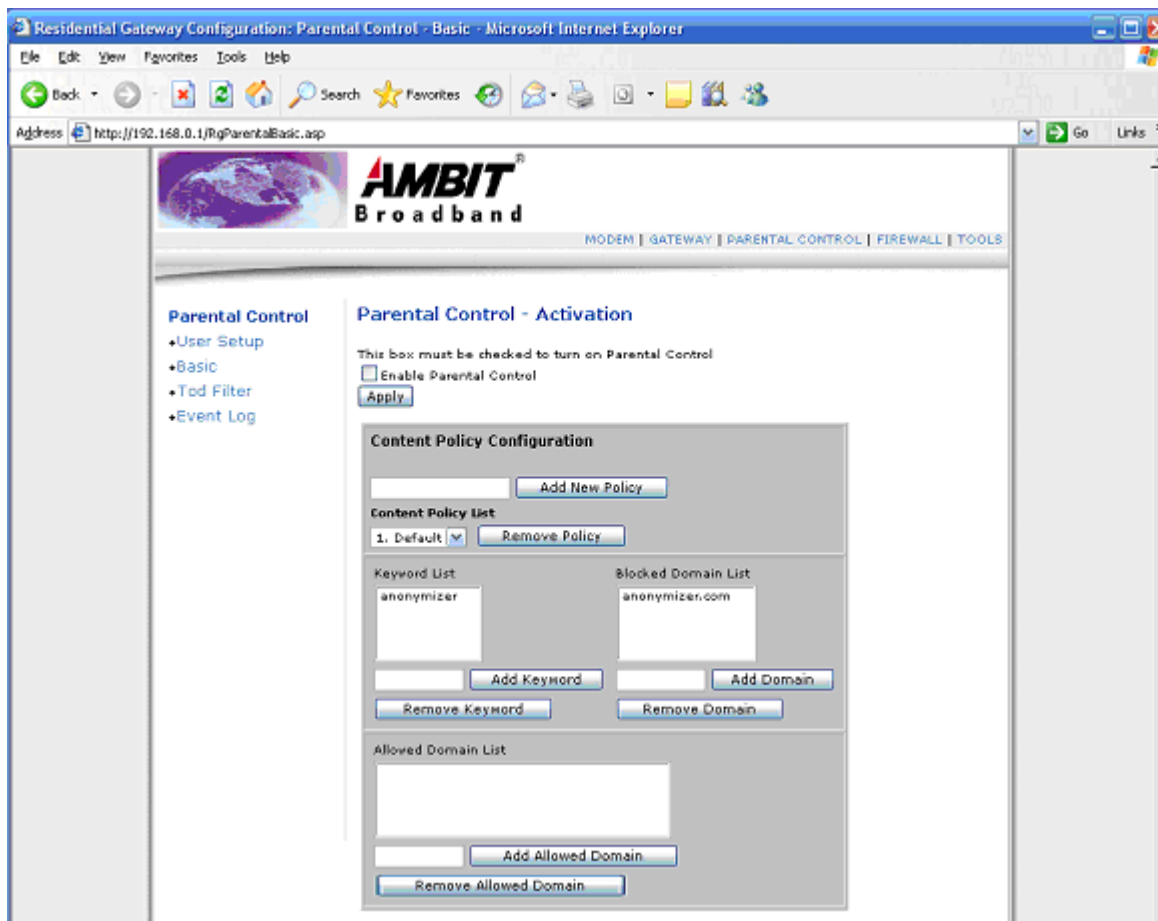 Residential Gateway Configuration: Parental Control - Basic - Microsoft Internet Explorer
File Edit View Favorites Tools Help
Back Search Favorites
Address http://192.168.0.1/RgParentalBasic.asp Go Links
AMBIT®
Broadband
MODEM | GATEWAY | PARENTAL CONTROL | FIREWALL | TOOLS
Parental Control
User Setup
Basic
Tod Filter
Event Log
Parental Control - Activation
This box must be checked to turn on Parental Control
Enable Parental Control
Apply
Content Policy Configuration
Add New Policy
Content Policy List
1. Default Remove Policy
Keyword List Blocked Domain List
anonymizer anonymizer.com
Add Keyword Add Domain
Remove Keyword Remove Domain
Allowed Domain List
Add Allowed Domain
Remove Allowed Domain